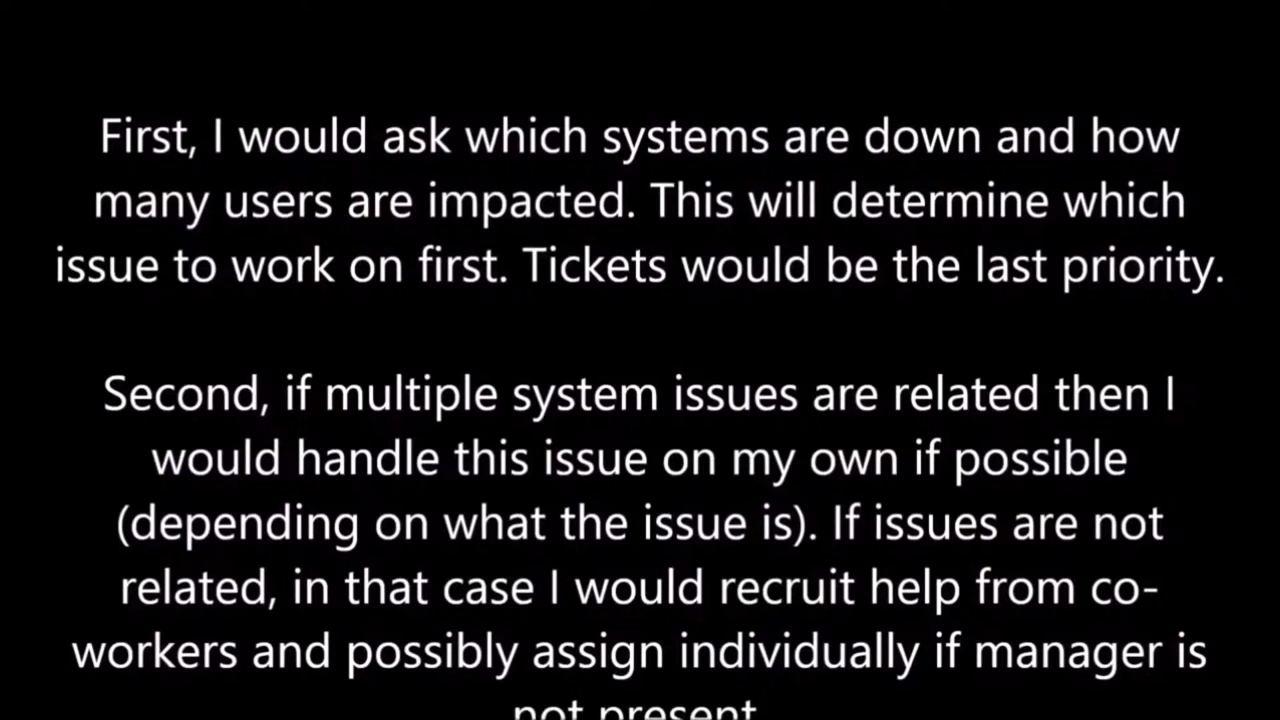 First, I would ask which systems are down and how
many users are impacted. This will determine which
issue to work on first. Tickets would be the last priority.
Second, if multiple system issues are related then I
would handle this issue on my own if possible
(depending on what the issue is). If issues are not
related, in that case I would recruit help from co-
workers and possibly assign individually if manager is
not present